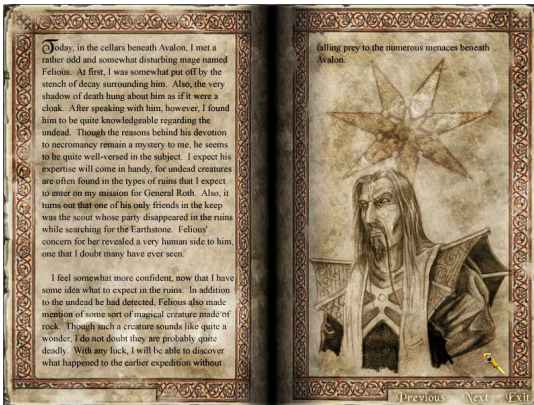 Today, in the cellars beneath Avalon, I met a
rather odd and somewhat disturbing mage named
Felious. At first, I was somewhat put off by the
stench of decay surrounding him. Also, the very
shadow of death hung about him as if it were a
cloak. After speaking with him, however, I found
him to be quite knowledgeable regarding the
undead. Though the reasons behind his devotion
to necromancy remain a mystery to me, he seems
to be quite well-versed in the subject. I expect his
expertise will come in handy, for undead creatures
are often found in the types of ruins that I expect
to enter on my mission for General Roth. Also, it
turns out that one of his only friends in the keep
was the scout whose party disappeared in the ruins
while searching for the Earthstone. Felious'
concern for her revealed a very human side to him,
one that I doubt many have ever seen.
I feel somewhat more confident, now that I have
some idea what to expect in the ruins. In addition
to the undead he had detected, Felious also made
mention of some sort of magical creature made of
rock. Though such a creature sounds like quite a
wonder, I do not doubt they are probably quite
deadly. With any luck, I will be able to discover
what happened to the earlier expedition without
falling prey to the numerous menaces beneath
Avalon.
Previous Next Exit